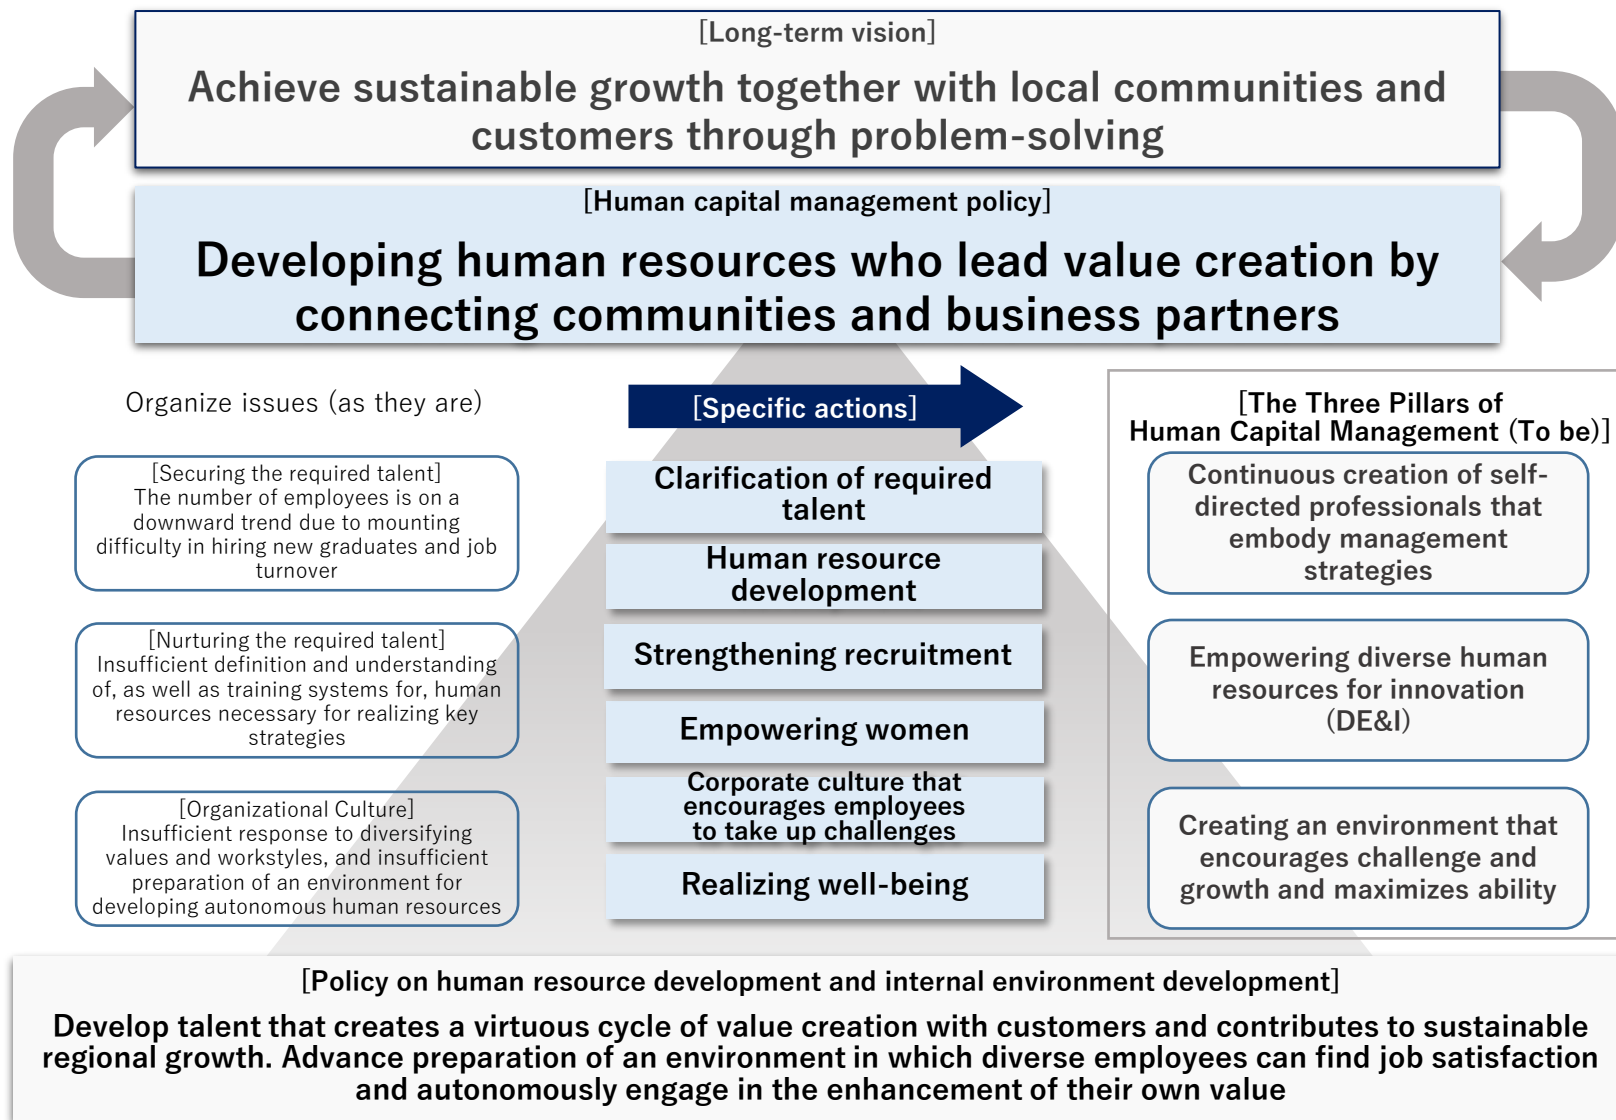 [Long-term vision]
Achieve sustainable growth together with local communities and
customers through problem-solving
[Human capital management policy]
Developing human resources who lead value creation by
connecting communities and business partners
Organize issues (as they are)
[Securing the required talent]
The number of employees is on a
downward trend due to mounting
difficulty in hiring new graduates and job
turnover
[Nurturing the required talent]
Insufficient definition and understanding
of, as well as training systems for, human
resources necessary for realizing key
strategies
[Organizational Culture]
Insufficient response to diversifying
values and workstyles, and insufficient
preparation of an environment for
developing autonomous human resources
[Specific actions]
Clarification of required
talent
Human resource
development
Strengthening recruitment
Empowering women
Corporate culture that
encourages employees
to take up challenges
Realizing well-being
[The Three Pillars of
Human Capital Management (To be)]
Continuous creation of self-
directed professionals that
embody management
strategies
Empowering diverse human
resources for innovation
(DE&I)
Creating an environment that
encourages challenge and
growth and maximizes ability
[Policy on human resource development and internal environment development]
Develop talent that creates a virtuous cycle of value creation with customers and contributes to sustainable
regional growth. Advance preparation of an environment in which diverse employees can find job satisfaction
and autonomously engage in the enhancement of their own value